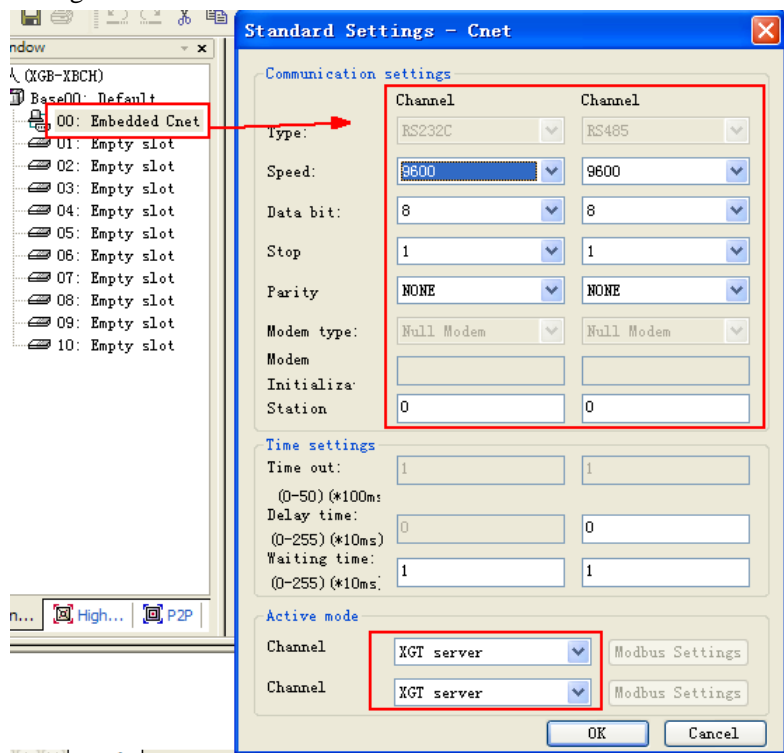 Standard Settings - Cnet
ndow
(XGB-XBCH)
Base00: Default
00: Embedded Cnet
01: Empty slot
02: Empty slot
03: Empty slot
04: Empty slot
05: Empty slot
06: Empty slot
07: Empty slot
08: Empty slot
09: Empty slot
10: Empty slot
n... High... P2P
Communication settings
Channel Channel
Type: RS232C RS485
Speed: 9600 9600
Data bit: 8 8
Stop 1 1
Parity NONE NONE
Modem type: Null Modem Null Modem
Modem
Initializa
Station 0 0
Time settings
Time out: 1 1
(0-50)(*100ms
Delay time: 0 0
(0-255)(*10ms)
Waiting time: 1 1
(0-255)(*10ms)
Active mode
Channel XGT server Modbus Settings
Channel XGT server Modbus Settings
OK Cancel